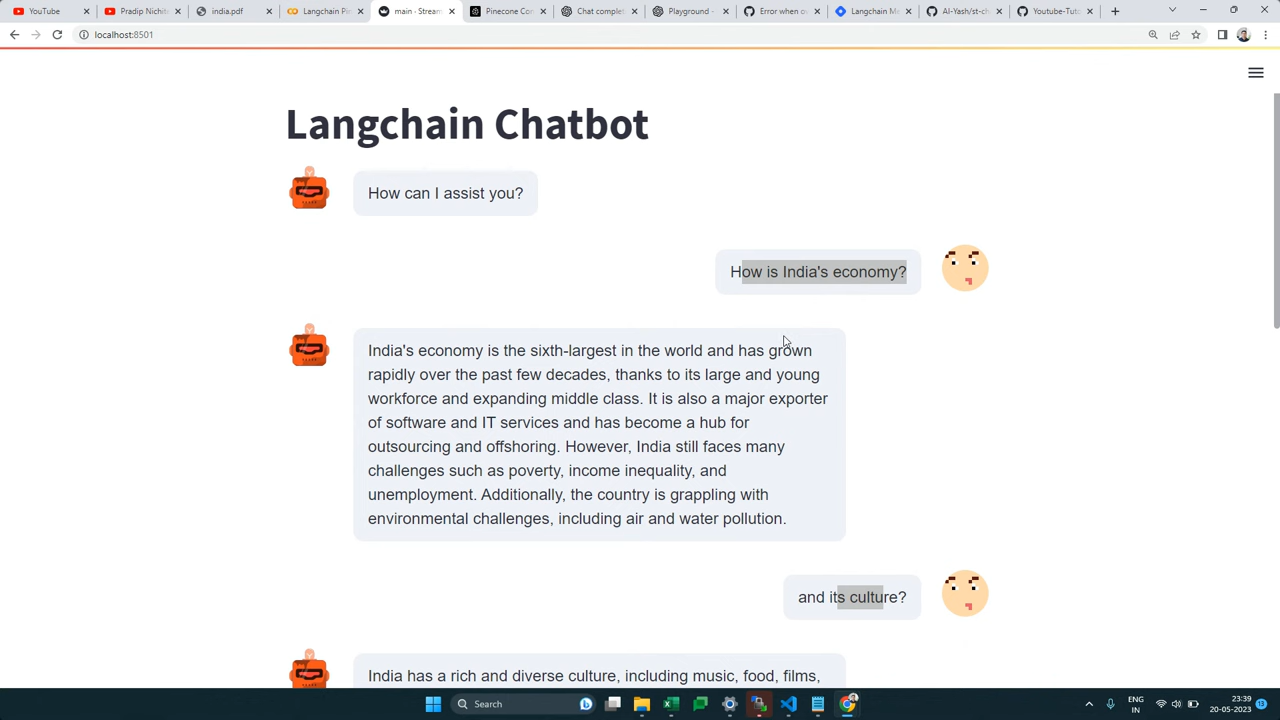 YouTube
Pradip Nichit
india.pdf
Langchain Pi
main - Stream
Pinecone Co
Chat comple
Playground -
Error when
Langchain M
AI-Yash/st-ch
Youtube-Tuto
localhost:8501
Langchain Chatbot
How can I assist you?
How is India's economy?
India's economy is the sixth-largest in the world and has grown
rapidly over the past few decades, thanks to its large and young
workforce and expanding middle class. It is also a major exporter
of software and IT services and has become a hub for
outsourcing and offshoring. However, India still faces many
challenges such as poverty, income inequality, and
unemployment. Additionally, the country is grappling with
environmental challenges, including air and water pollution.
and its culture?
India has a rich and diverse culture, including music, food, films,
Search
ENG
IN
23:39
20-05-2023